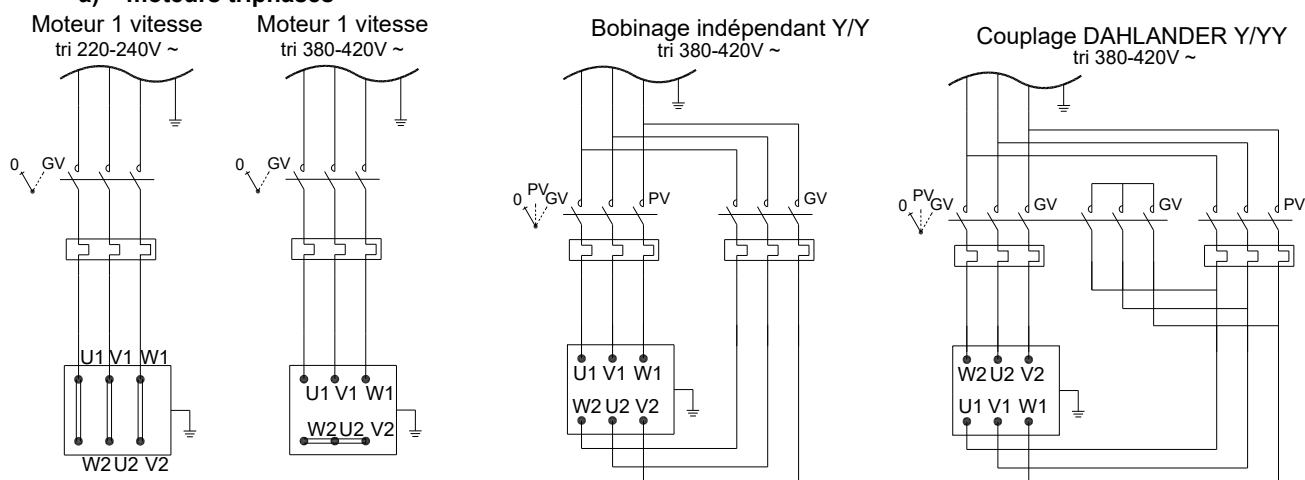 a) moteurs triphasés
Moteur 1 vitesse
tri 220-240V ~
Moteur 1 vitesse
tri 380-420V ~
Bobinage indépendant Y/Y
tri 380-420V ~
Couplage DAHLANDER Y/YY
tri 380-420V ~
0 GV
0 GV
0 PV GV PV GV
0 PV GV GV GV PV
U1 V1 W1
W2 U2 V2
U1 V1 W1
W2 U2 V2
U1 V1 W1
W2 U2 V2
W2 U2 V2
U1 V1 W1